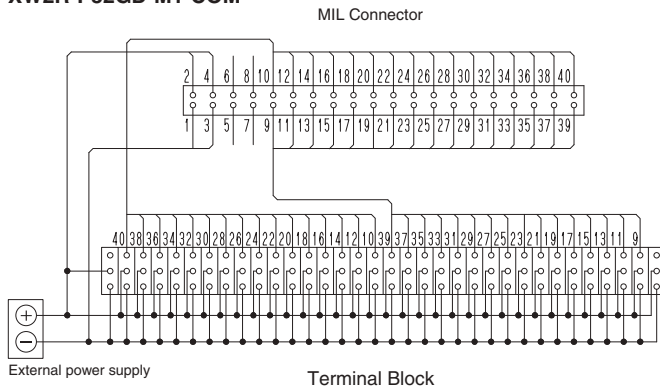 XW2R-P32GD-M1-COM
MIL Connector
2 4 6 8 10 12 14 16 18 20 22 24 26 28 30 32 34 36 38 40
1 3 5 7 9 11 13 15 17 19 21 23 25 27 29 31 33 35 37 39
40 38 36 34 32 30 28 26 24 22 20 18 16 14 12 10 39 37 35 33 31 29 27 25 23 21 19 17 15 13 11 9
+
−
External power supply
Terminal Block